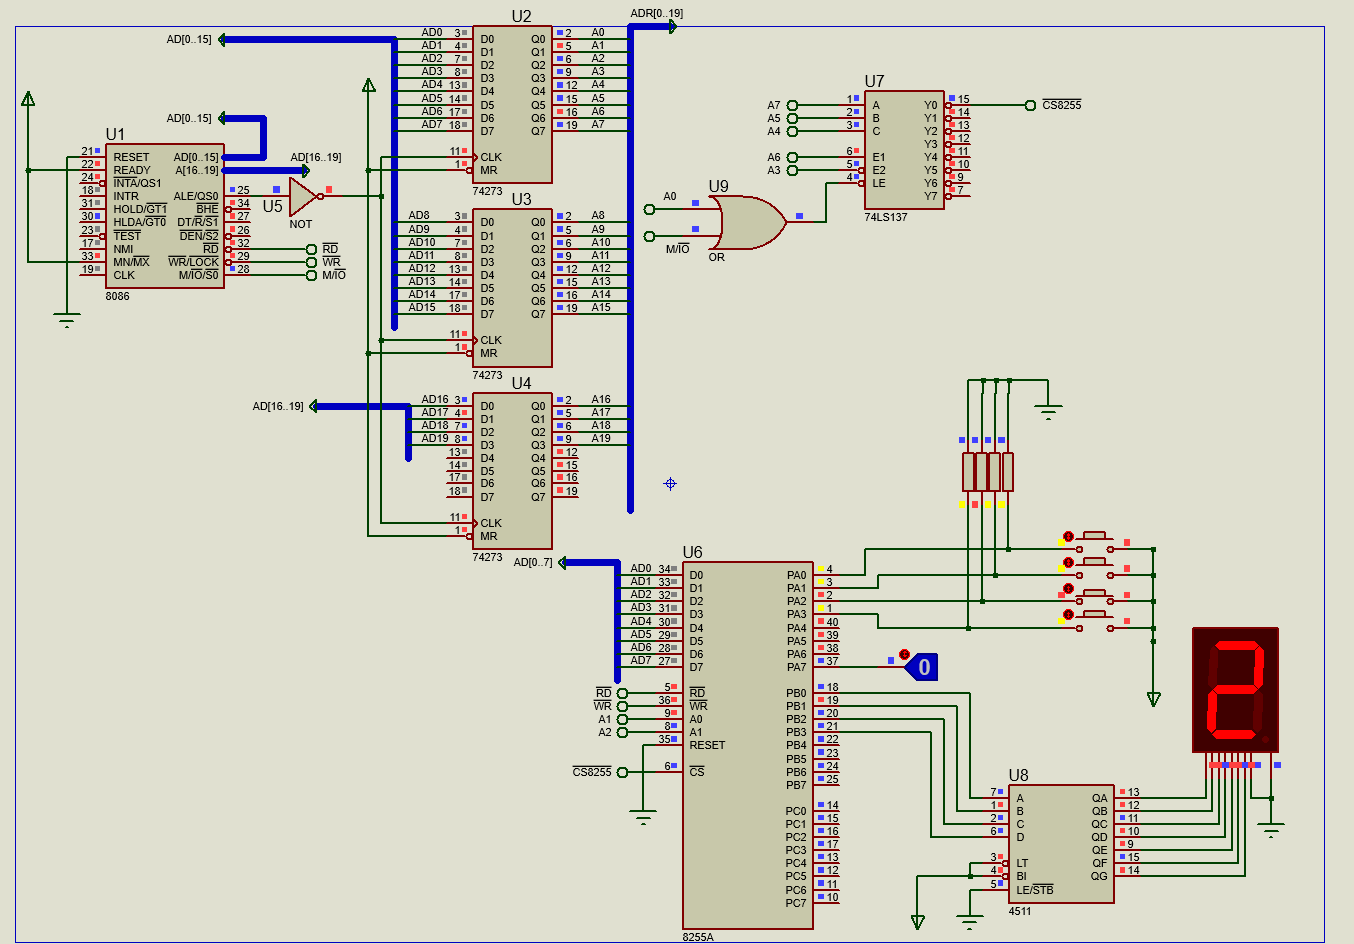 ADR[0..19]
AD[0..15]
U2
AD0 3 D0 Q0 2 A0
AD1 4 D1 Q1 5 A1
AD2 7 D2 Q2 6 A2
AD3 8 D3 Q3 9 A3
AD4 13 D4 Q4 12 A4
AD5 14 D5 Q5 15 A5
AD6 17 D6 Q6 16 A6
AD7 18 D7 Q7 19 A7
11 CLK
1 MR
74273
AD[0..15]
U1
21 RESET AD[0..15]
22 READY A[16..19] AD[16..19]
24 INTA/QS1
18 INTR ALE/QS0 25
31 HOLD/GT1 BHE 34
30 HLDA/GT0 DT/R/S1 27
23 TEST DEN/S2 26
17 NMI RD 32 RD
33 MN/MX WR/LOCK 29 WR
19 CLK M/IO/S0 28 M/IO
8086
U5
NOT
U3
AD8 3 D0 Q0 2 A8
AD9 4 D1 Q1 5 A9
AD10 7 D2 Q2 6 A10
AD11 8 D3 Q3 9 A11
AD12 13 D4 Q4 12 A12
AD13 14 D5 Q5 15 A13
AD14 17 D6 Q6 16 A14
AD15 18 D7 Q7 19 A15
11 CLK
1 MR
74273
U7
A7 1 A Y0 15 CS8255
A5 2 B Y1 14
A4 3 C Y2 13
Y3 12
A6 6 E1 Y4 11
A3 5 E2 Y5 10
4 LE Y6 9
Y7 7
74LS137
U9
A0
M/IO
OR
AD[16..19]
U4
AD16 3 D0 Q0 2 A16
AD17 4 D1 Q1 5 A17
AD18 7 D2 Q2 6 A18
AD19 8 D3 Q3 9 A19
13 D4 Q4 12
14 D5 Q5 15
17 D6 Q6 16
18 D7 Q7 19
11 CLK
1 MR
74273
AD[0..7]
U6
AD0 34 D0 PA0 4
AD1 33 D1 PA1 3
AD2 32 D2 PA2 2
AD3 31 D3 PA3 1
AD4 30 D4 PA4 40
AD5 29 D5 PA5 39
AD6 28 D6 PA6 38
AD7 27 D7 PA7 37
0
RD 5 RD PB0 18
WR 36 WR PB1 19
A1 9 A0 PB2 20
A2 8 A1 PB3 21
35 RESET PB4 22
PB5 23
CS8255 6 CS PB6 24
PB7 25
PC0 14
PC1 15
PC2 16
PC3 17
PC4 13
PC5 12
PC6 11
PC7 10
8255A
2
U8
7 A QA 13
1 B QB 12
2 C QC 11
6 D QD 10
QE 9
3 LT QF 15
4 BI QG 14
5 LE/STB
4511